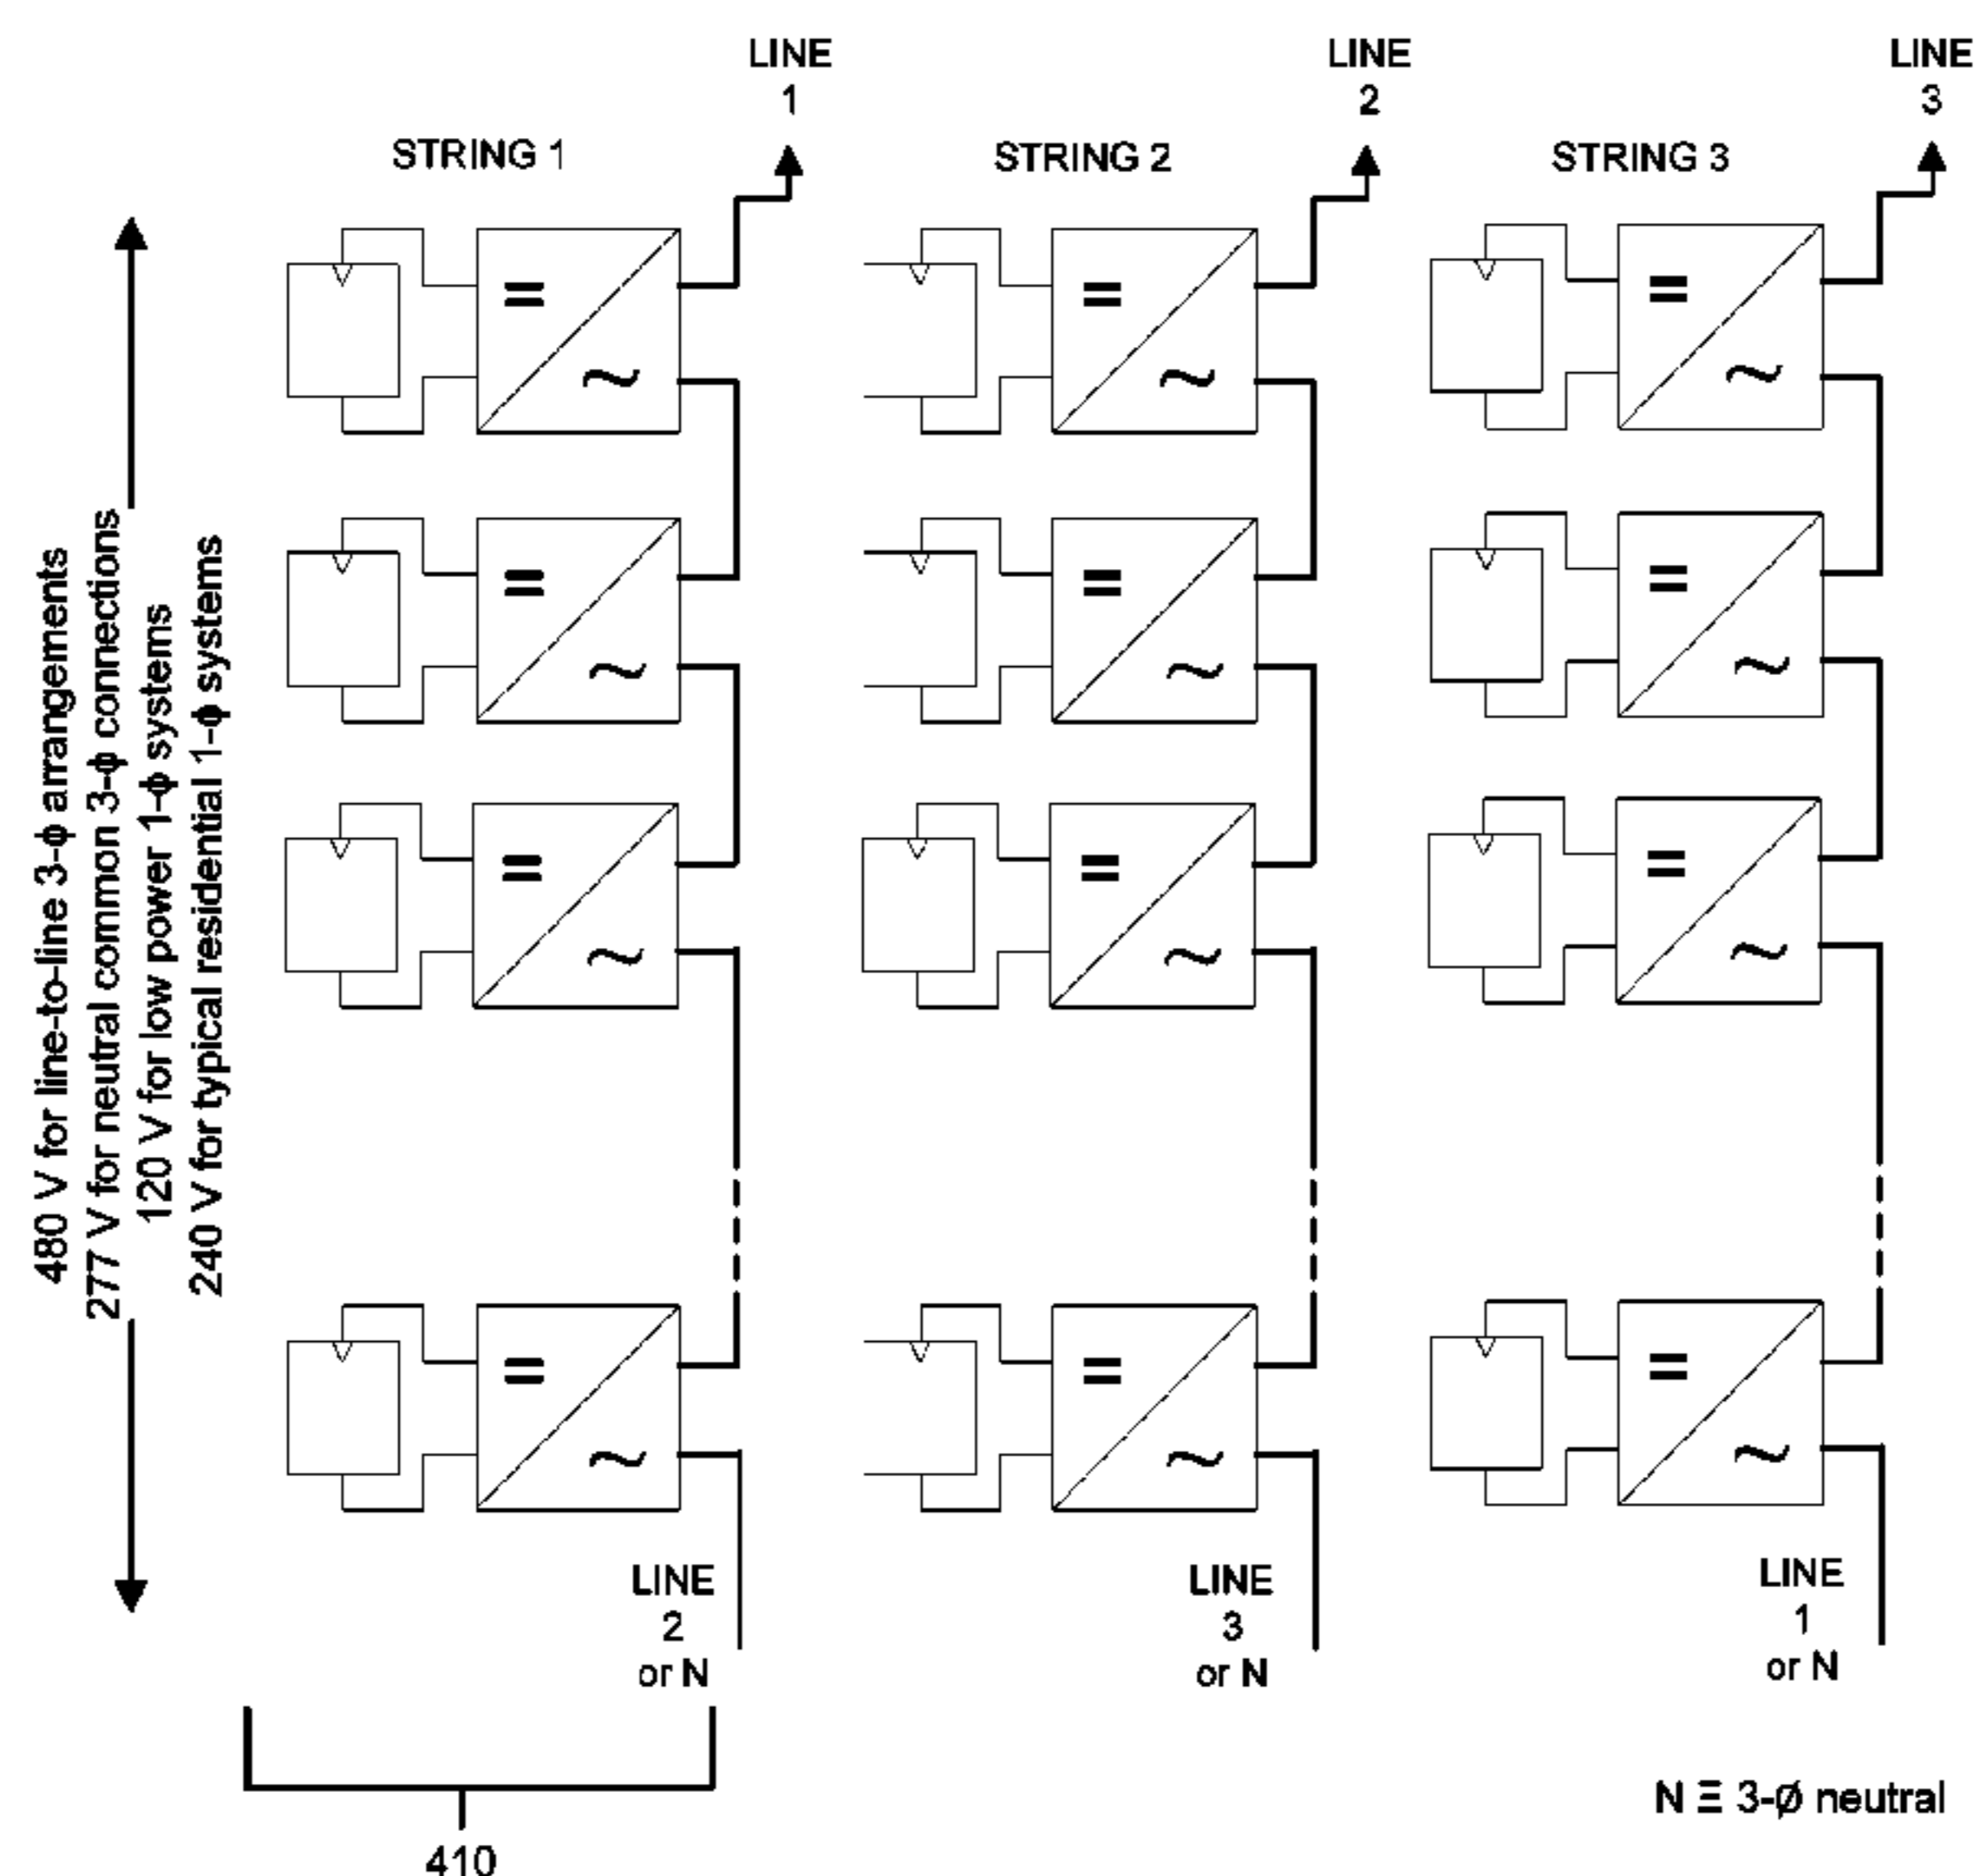 LINE
1
LINE
2
LINE
3
STRING 1
STRING 2
STRING 3
480 V for line-to-line 3-ϕ arrangements
277 V for neutral common 3-ϕ connections
120 V for low power 1-ϕ systems
240 V for typical residential 1-ϕ systems
=
~
=
~
=
~
=
~
=
~
=
~
=
~
=
~
=
~
=
~
=
~
=
~
LINE
2
or N
LINE
3
or N
LINE
1
or N
N Ξ 3-Ø neutral
410